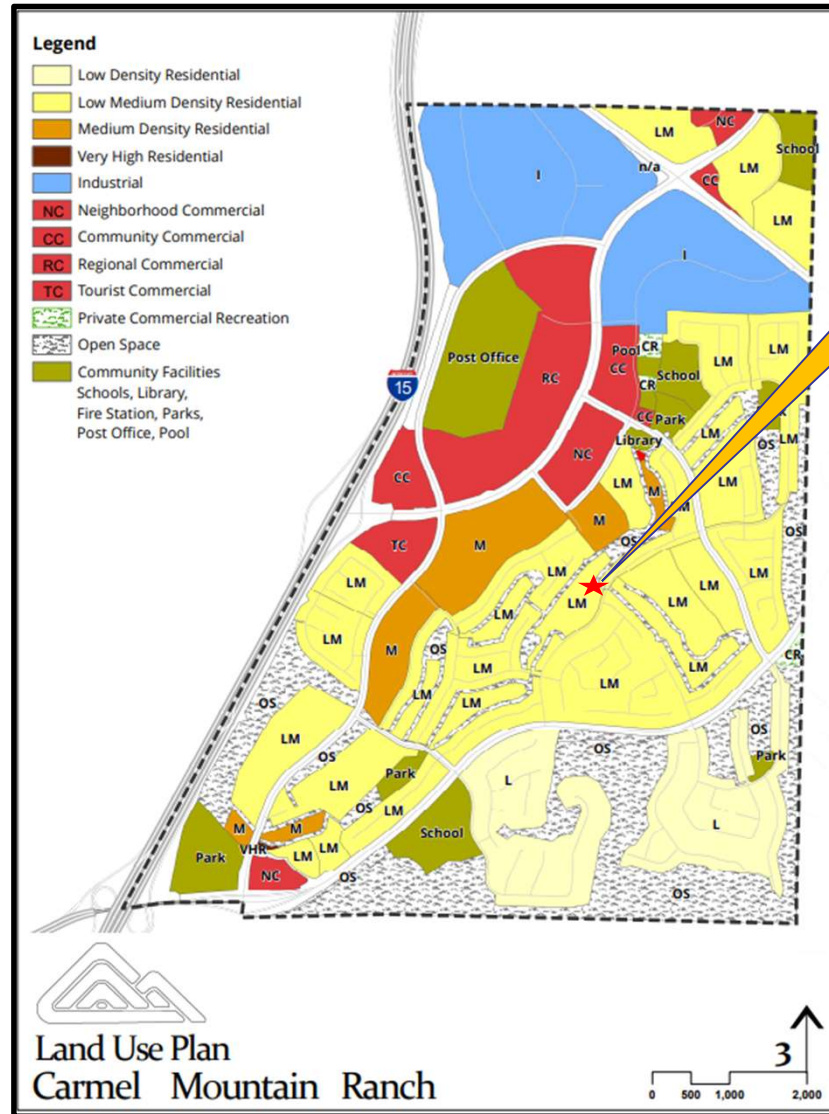 Legend
Low Density Residential
Low Medium Density Residential
Medium Density Residential
Very High Residential
Industrial
NC Neighborhood Commercial
CC Community Commercial
RC Regional Commercial
TC Tourist Commercial
Private Commercial Recreation
Open Space
Community Facilities
Schools, Library,
Fire Station, Parks,
Post Office, Pool
NC
LM
School
LM
n/a
I
CC
LM
I
Pool
CC
CR
LM
LM
Post Office
School
RC
CR
15
CC
Park
LM
Library
OS
LM
NC
CC
LM
M
LM
M
M
OS
OS
TC
M
LM
LM
LM
LM
LM
LM
LM
LM
M
OS
LM
LM
LM
CR
LM
LM
LM
OS
OS
OS
LM
OS
Park
Park
LM
OS
L
LM
M
M
L
School
VHR
LM
LM
Park
NC
OS
OS
Land Use Plan
Carmel Mountain Ranch
3
0 500 1,000 2,000